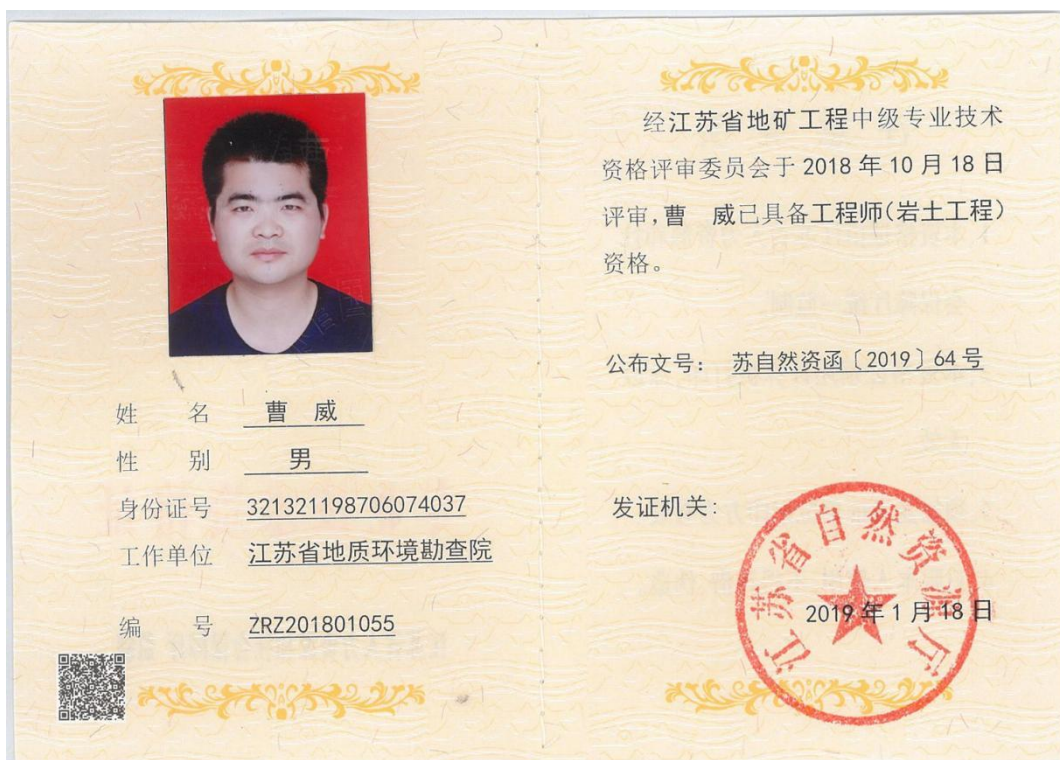 姓 名 曹 威
性 别 男
身份证号 321321198706074037
工作单位 江苏省地质环境勘查院
编 号 ZRZ201801055
经江苏省地矿工程中级专业技术
资格评审委员会于 2018 年 10 月 18 日
评审,曹 威已具备工程师(岩土工程)
资格。
公布文号: 苏自然资函〔2019〕64 号
发证机关:
江苏省自然资源厅
2019 年 1 月 18 日